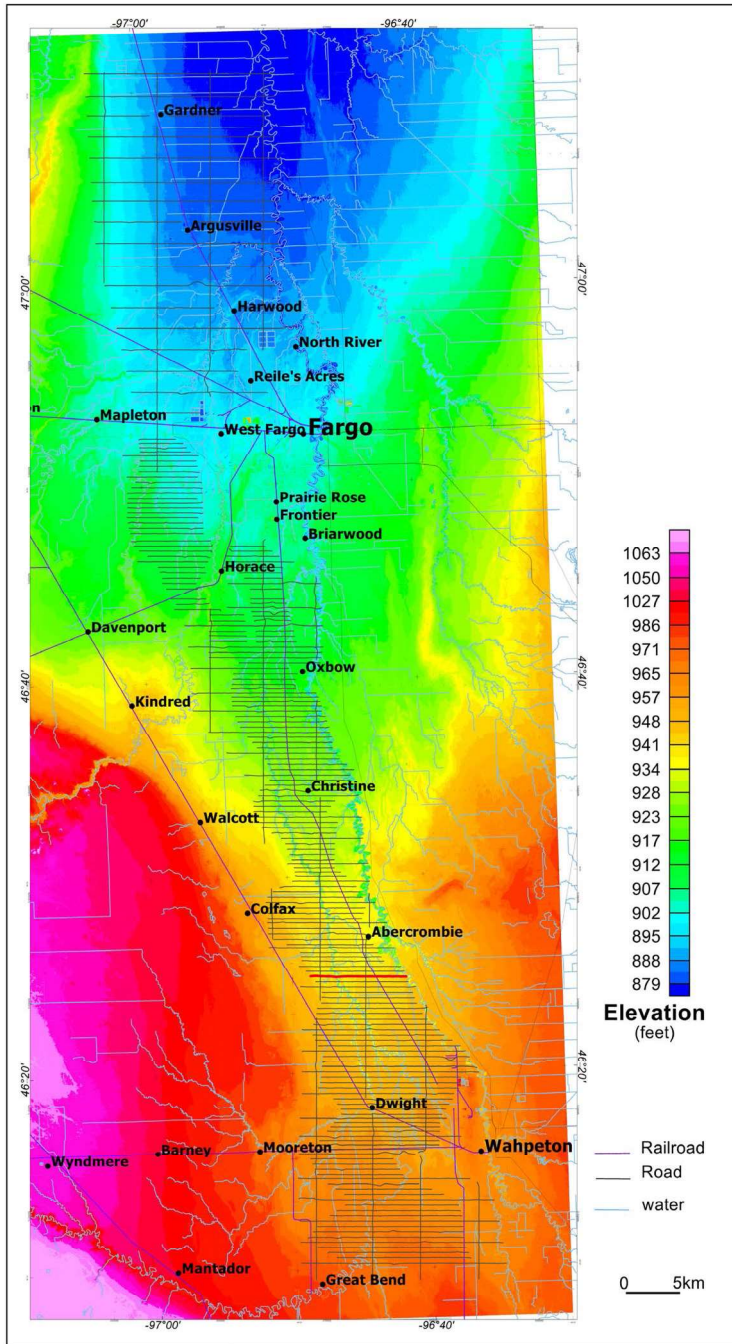 -97°00'
-96°40'
Gardner
Argusville
47°00'
47°00'
Harwood
North River
Reile's Acres
n
Mapleton
West Fargo
Fargo
Prairie Rose
Frontier
Briarwood
Horace
Davenport
Oxbow
46°40'
46°40'
Kindred
Christine
Walcott
Colfax
Abercrombie
1063
1050
1027
986
971
965
957
948
941
934
928
923
917
912
907
902
895
888
879
Elevation
(feet)
46°20'
46°20'
Dwight
Wyndmere
Barney
Mooreton
Wahpeton
Railroad
Road
water
Mantador
Great Bend
0 5km
-97°00'
-96°40'